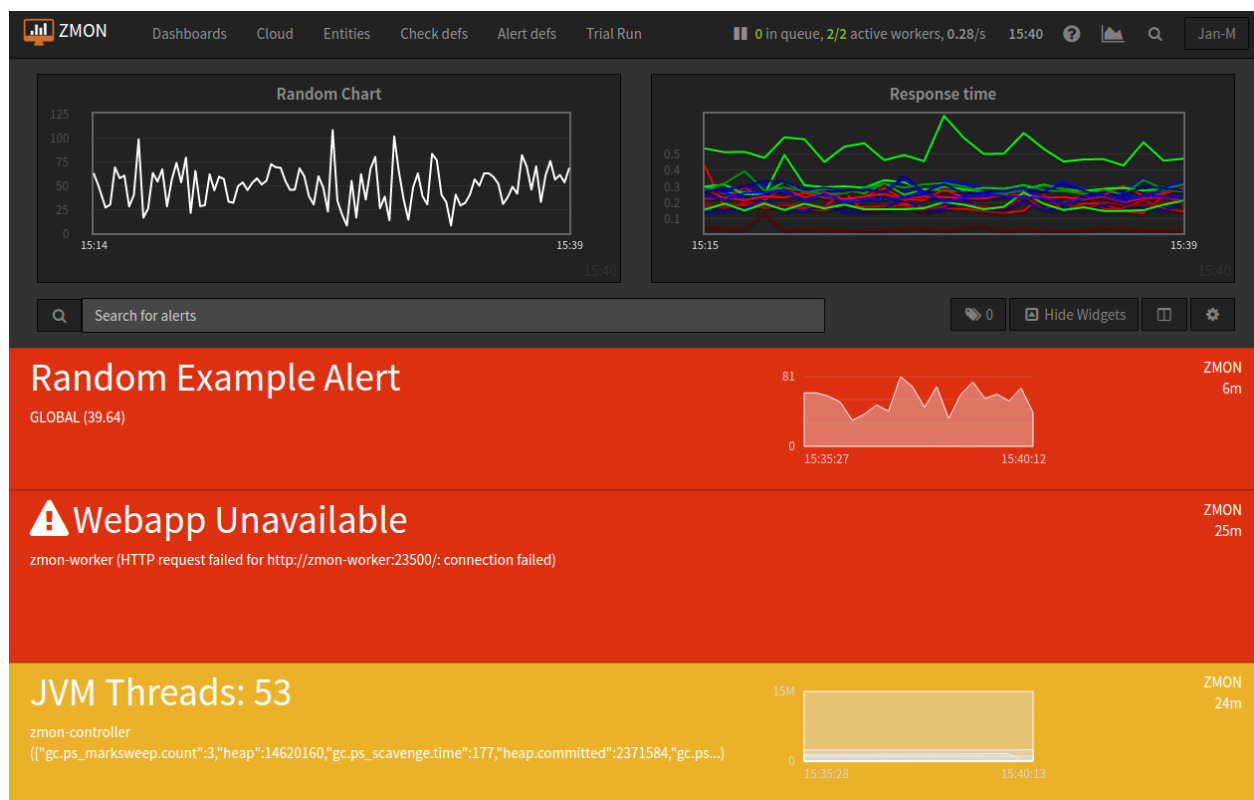 ZMON Dashboards Cloud Entities Check defs Alert defs Trial Run 0 in queue, 2/2 active workers, 0.28/s 15:40 Jan-M
Random Chart
125
100
75
50
25
0
15:14 15:39
15:40
Response time
0.5
0.4
0.3
0.2
0.1
15:15 15:39
15:40
Search for alerts 0 Hide Widgets
Random Example Alert
GLOBAL (39.64)
81
0
15:35:27 15:40:12
ZMON
6m
Webapp Unavailable
zmon-worker (HTTP request failed for http://zmon-worker:23500/: connection failed)
ZMON
25m
JVM Threads: 53
zmon-controller
({"gc.ps_marksweep.count":3,"heap":14620160,"gc.ps_scavenge.time":177,"heap.committed":2371584,"gc.ps...)
15M
0
15:35:28 15:40:13
ZMON
24m